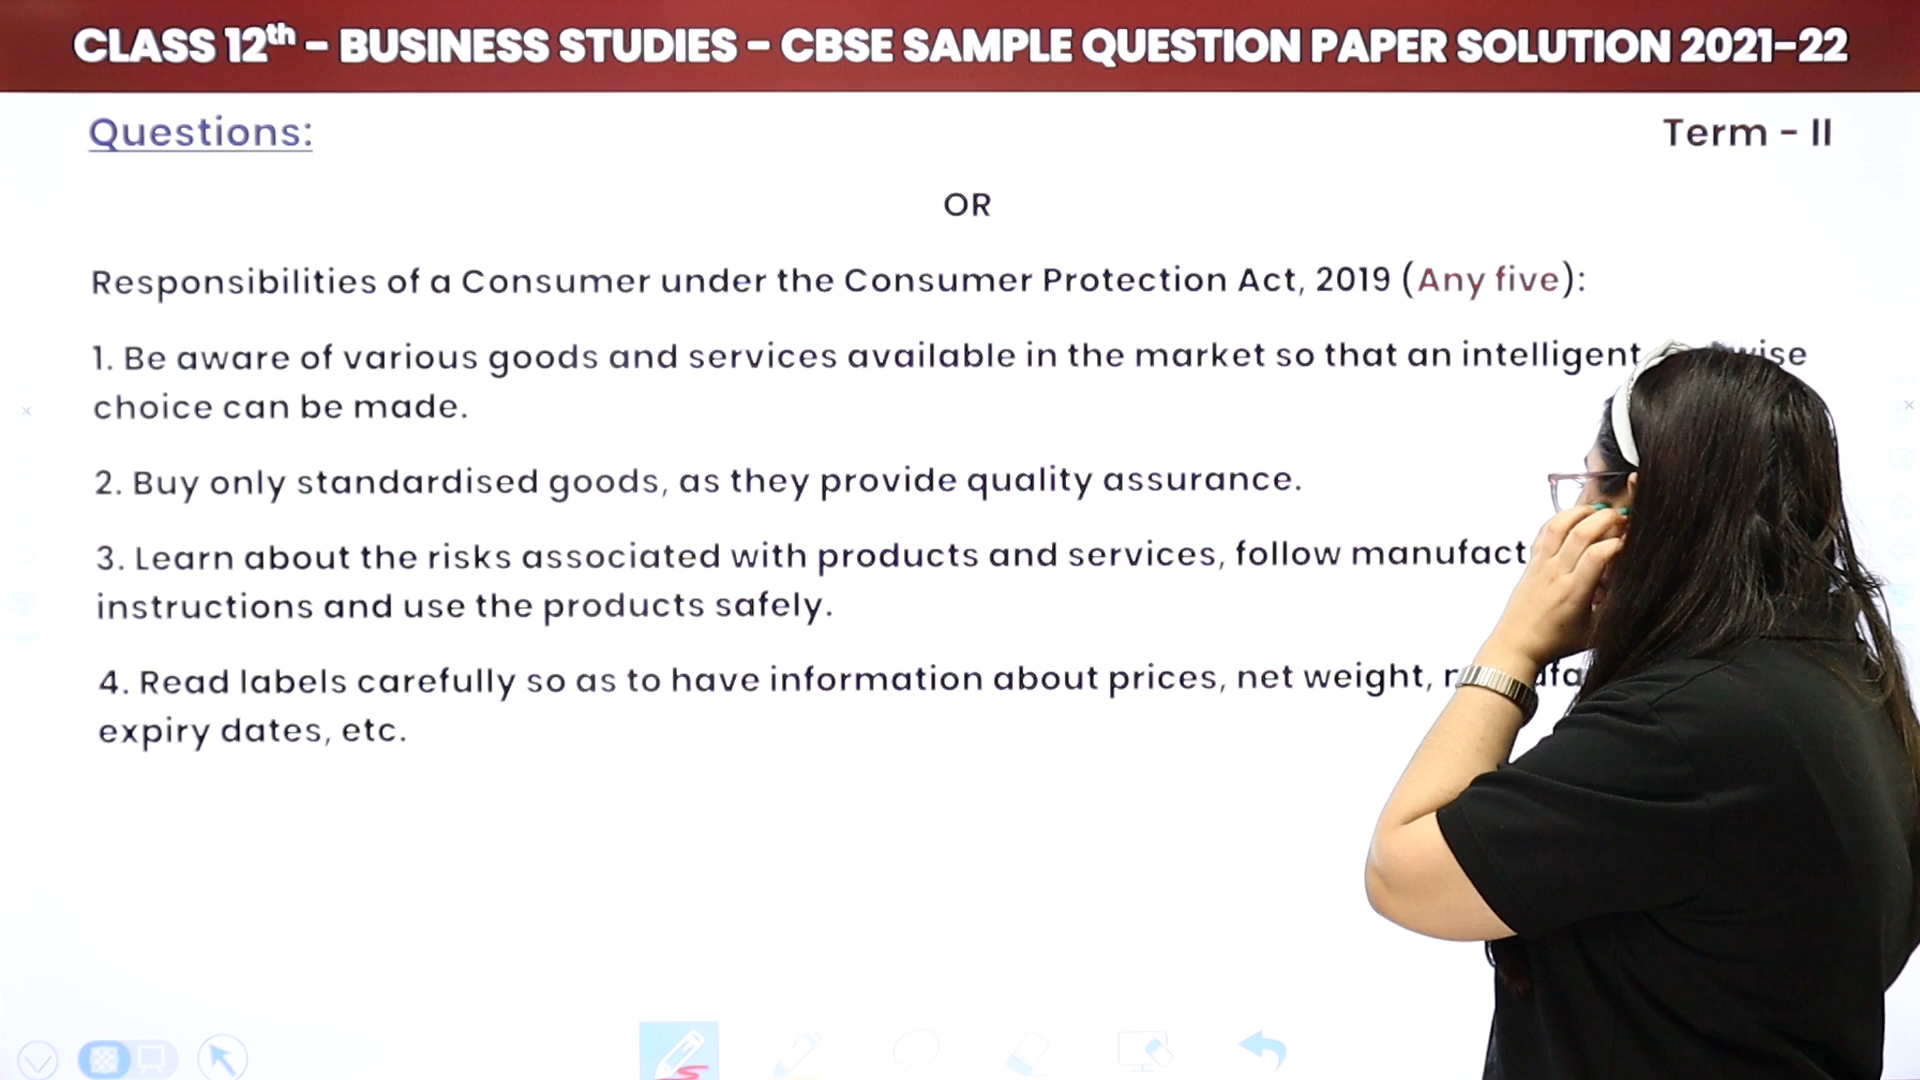 CLASS 12th – BUSINESS STUDIES – CBSE SAMPLE QUESTION PAPER SOLUTION 2021–22
Questions:
Term - II
OR
Responsibilities of a Consumer under the Consumer Protection Act, 2019 (Any five):
1. Be aware of various goods and services available in the market so that an intelligent
choice can be made.
2. Buy only standardised goods, as they provide quality assurance.
3. Learn about the risks associated with products and services, follow
instructions and use the products safely.
4. Read labels carefully so as to have information about prices, net weight,
expiry dates, etc.